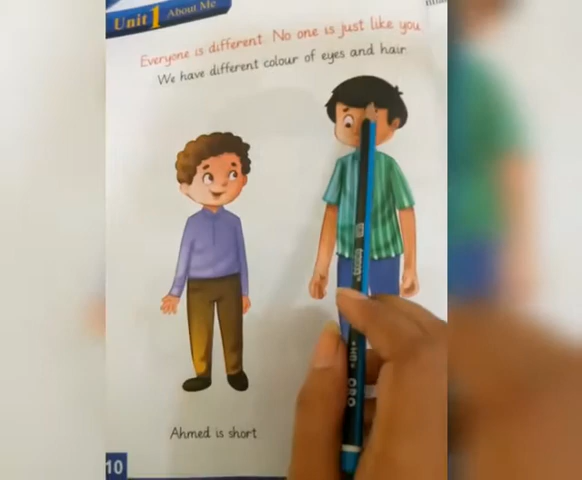 Unit 1 About Me
Everyone is different. No one is just like you
We have different colour of eyes and hair
Ahmed is short
10